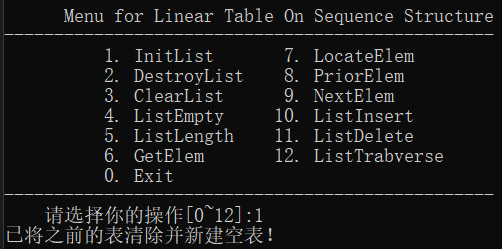 Menu for Linear Table On Sequence Structure
-------------------------------------------------
1. InitList 7. LocateElem
2. DestroyList 8. PriorElem
3. ClearList 9. NextElem
4. ListEmpty 10. ListInsert
5. ListLength 11. ListDelete
6. GetElem 12. ListTrabverse
0. Exit
-------------------------------------------------
请选择你的操作[0~12]:1
已将之前的表清除并新建空表!